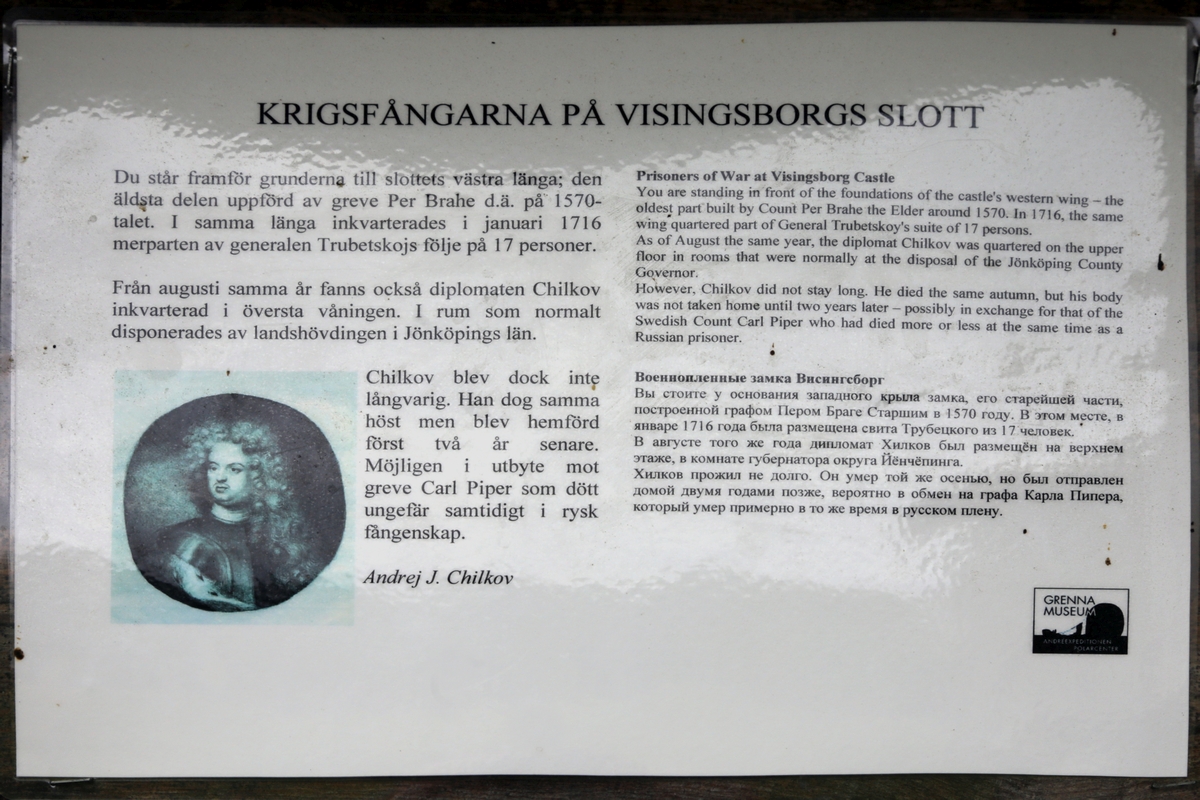 KRIGSFÅNGARNA PÅ VISINGSBORGS SLOTT
Du står framför grunderna till slottets västra länga; den
äldsta delen uppförd av greve Per Brahe d.ä. på 1570-
talet. I samma länga inkvarterades i januari 1716
merparten av generalen Trubetskojs följe på 17 personer.
Från augusti samma år fanns också diplomaten Chilkov
inkvarterad i översta våningen. I rum som normalt
disponerades av landshövdingen i Jönköpings län.
Chilkov blev dock inte
långvarig. Han dog samma
höst men blev hemförd
först två år senare.
Möjligen i utbyte mot
greve Carl Piper som dött
ungefär samtidigt i rysk
fångenskap.
Andrej J. Chilkov
Prisoners of War at Visingsborg Castle
You are standing in front of the foundations of the castle's western wing – the
oldest part built by Count Per Brahe the Elder around 1570. In 1716, the same
wing quartered part of General Trubetskoy's suite of 17 persons.
As of August the same year, the diplomat Chilkov was quartered on the upper
floor in rooms that were normally at the disposal of the Jönköping County
Governor.
However, Chilkov did not stay long. He died the same autumn, but his body
was not taken home until two years later – possibly in exchange for that of the
Swedish Count Carl Piper who had died more or less at the same time as a
Russian prisoner.
Военнопленные замка Висингсборг
Вы стоите у основания западного крыла замка, его старейшей части,
построенной графом Пером Браге Старшим в 1570 году. В этом месте, в
январе 1716 года была размещена свита Трубецкого из 17 человек.
В августе того же года дипломат Хилков был размещён на верхнем
этаже, в комнате губернатора округа Йёнчёпинга.
Хилков прожил не долго. Он умер той же осенью, но был отправлен
домой двумя годами позже, вероятно в обмен на графа Карла Пипера,
который умер примерно в то же время в русском плену.
GRENNA
MUSEUM
ANDRÉEXPEDITIONEN
POLARCENTER